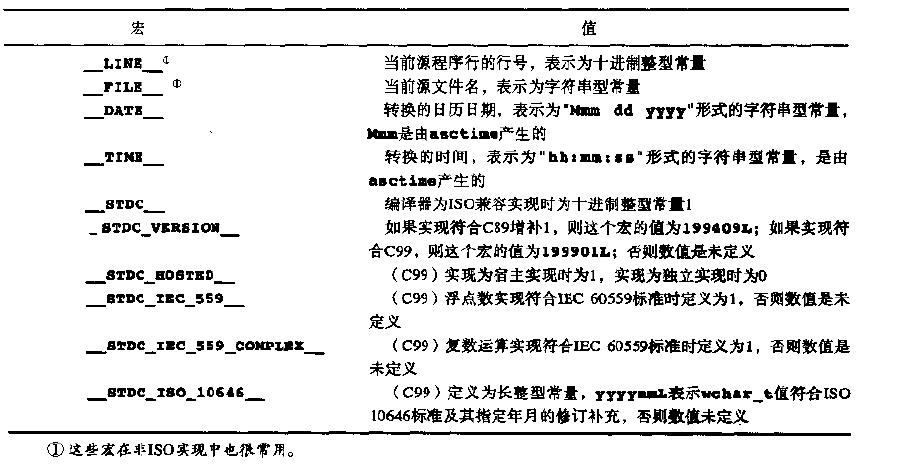 宏 值
__LINE__① 当前源程序行的行号，表示为十进制整型常量
__FILE__ ① 当前源文件名，表示为字符串型常量
__DATE__ 转换的日历日期，表示为"Mmm dd yyyy"形式的字符串型常量，
Mmm是由asctime产生的
__TIME__ 转换的时间，表示为"hh:mm:ss"形式的字符串型常量，是由
asctime产生的
__STDC__ 编译器为ISO兼容实现时为十进制整型常量1
_STDC_VERSION__ 如果实现符合C89增补1，则这个宏的值为199409L；如果实现符
合C99，则这个宏的值为199901L；否则数值是未定义
__STDC_HOSTED__ （C99）实现为宿主实现时为1，实现为独立实现时为0
__STDC_IEC_559__ （C99）浮点数实现符合IEC 60559标准时定义为1，否则数值是未
定义
__STDC_IEC_559_COMPLEX__ （C99）复数运算实现符合IEC 60559标准时定义为1，否则数值是
未定义
__STDC_ISO_10646__ （C99）定义为长整型常量，yyyymmL表示wchar_t值符合ISO
10646标准及其指定年月的修订补充，否则数值未定义
①这些宏在非ISO实现中也很常用。